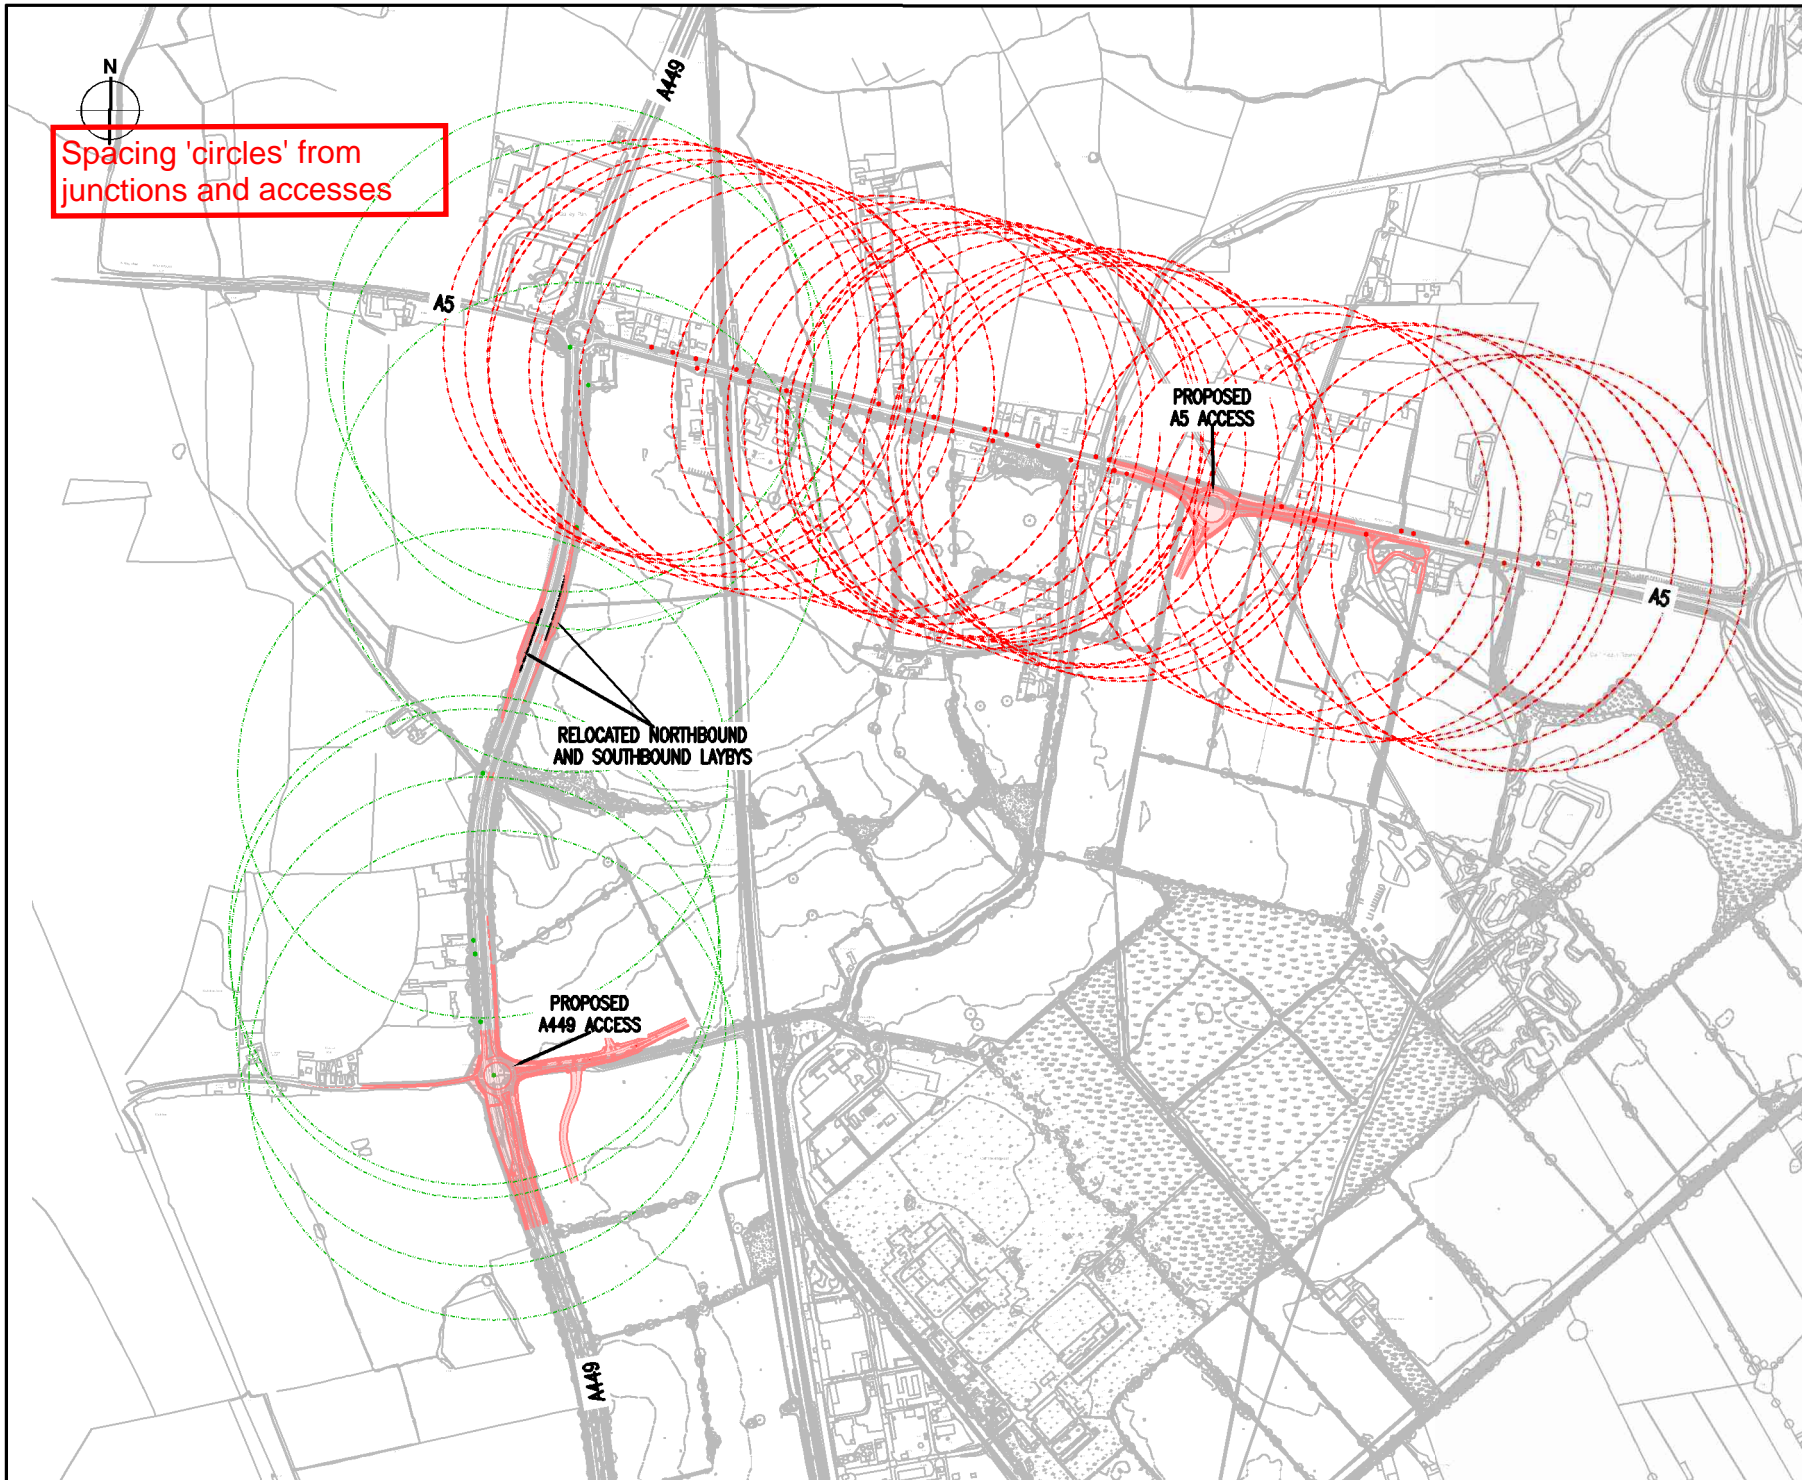 N
A449
Spacing 'circles' from
junctions and accesses
A5
PROPOSED
A5 ACCESS
A5
RELOCATED NORTHBOUND
AND SOUTHBOUND LAYBYS
PROPOSED
A449 ACCESS
A449